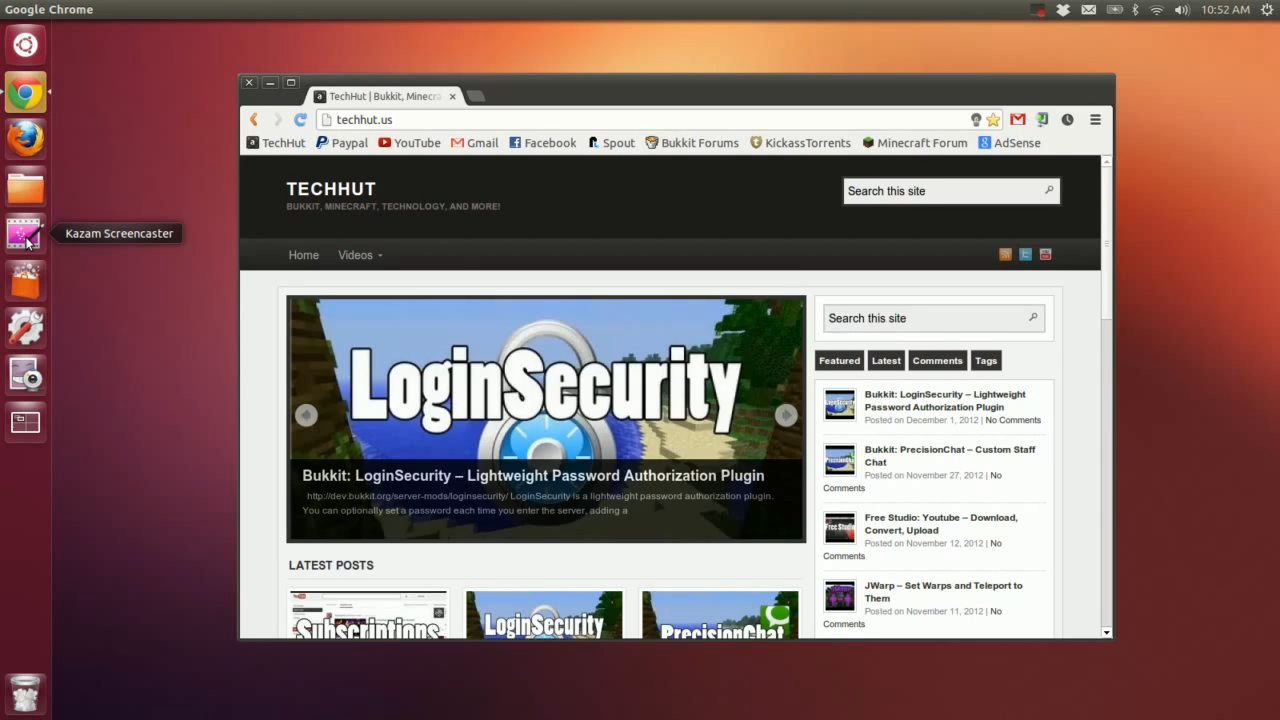 Google Chrome
10:52 AM
Kazam Screencaster
TechHut | Bukkit, Minecra
techhut.us
TechHut
Paypal
YouTube
Gmail
Facebook
Spout
Bukkit Forums
KickassTorrents
Minecraft Forum
AdSense
TECHHUT
BUKKIT, MINECRAFT, TECHNOLOGY, AND MORE!
Search this site
Home
Videos
LoginSecurity
Bukkit: LoginSecurity – Lightweight Password Authorization Plugin
http://dev.bukkit.org/server-mods/loginsecurity/ LoginSecurity is a lightweight password authorization plugin.
You can optionally set a password each time you enter the server, adding a
LATEST POSTS
Subscriptions
LoginSecurity
PrecisionChat
Search this site
Featured
Latest
Comments
Tags
Bukkit: LoginSecurity – Lightweight
Password Authorization Plugin
Posted on December 1, 2012 | No Comments
Bukkit: PrecisionChat – Custom Staff
Chat
Posted on November 27, 2012 | No
Comments
Free Studio: Youtube – Download,
Convert, Upload
Posted on November 12, 2012 | No
Comments
JWarp – Set Warps and Teleport to
Them
Posted on November 11, 2012 | No
Comments